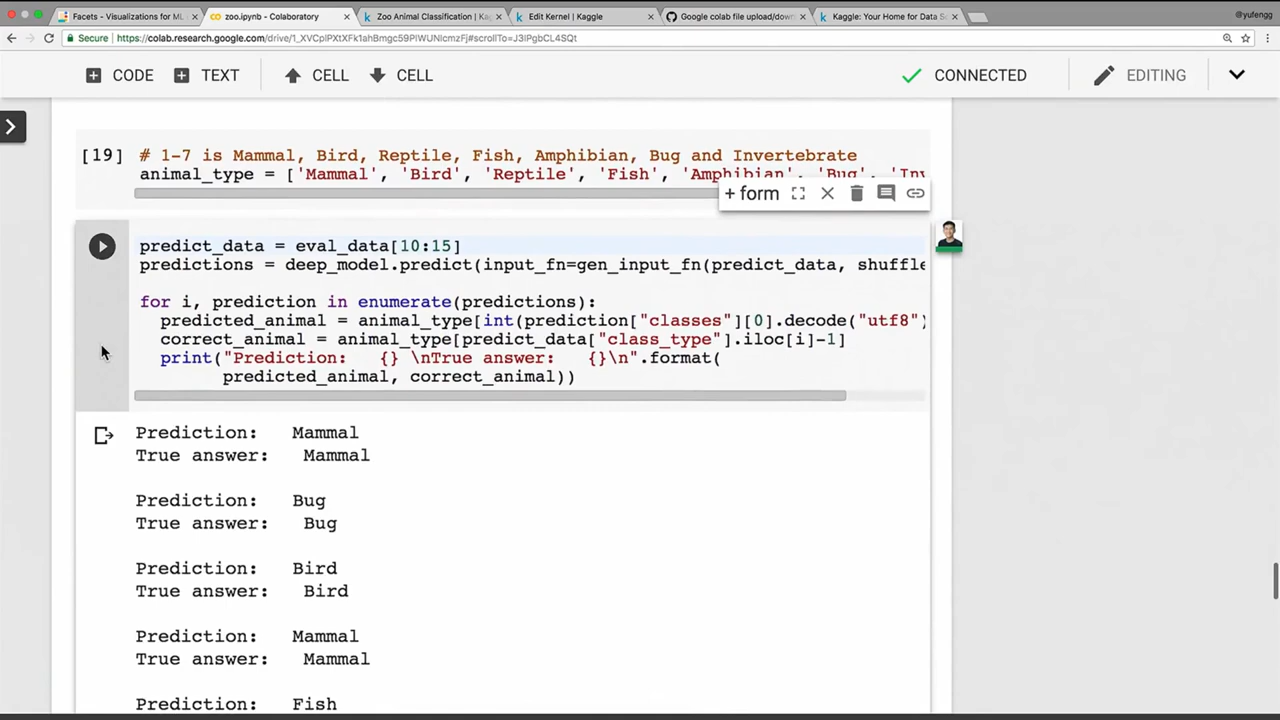 Facets - Visualizations for ML
zoo.ipynb - Colaboratory
Zoo Animal Classification | Ka
Edit Kernel | Kaggle
Google colab file upload/down
Kaggle: Your Home for Data S
@yufengg
Secure
https://colab.research.google.com/drive/1_XVCplPXtXFk1ahBmgc59PlWUNlcmzFj#scrollTo=J3lPgbCL4SQt
CODE
TEXT
CELL
CELL
CONNECTED
EDITING
[19] # 1-7 is Mammal, Bird, Reptile, Fish, Amphibian, Bug and Invertebrate
animal_type = ['Mammal', 'Bird', 'Reptile', 'Fish', 'Amphibian', 'Bug', 'Inv
+ form
predict_data = eval_data[10:15]
predictions = deep_model.predict(input_fn=gen_input_fn(predict_data, shuffle
for i, prediction in enumerate(predictions):
predicted_animal = animal_type[int(prediction["classes"][0].decode("utf8")
correct_animal = animal_type[predict_data["class_type"].iloc[i]-1]
print("Prediction:   {} \nTrue answer:   {}\n".format(
predicted_animal, correct_animal))
Prediction:   Mammal
True answer:   Mammal
Prediction:   Bug
True answer:   Bug
Prediction:   Bird
True answer:   Bird
Prediction:   Mammal
True answer:   Mammal
Prediction:   Fish